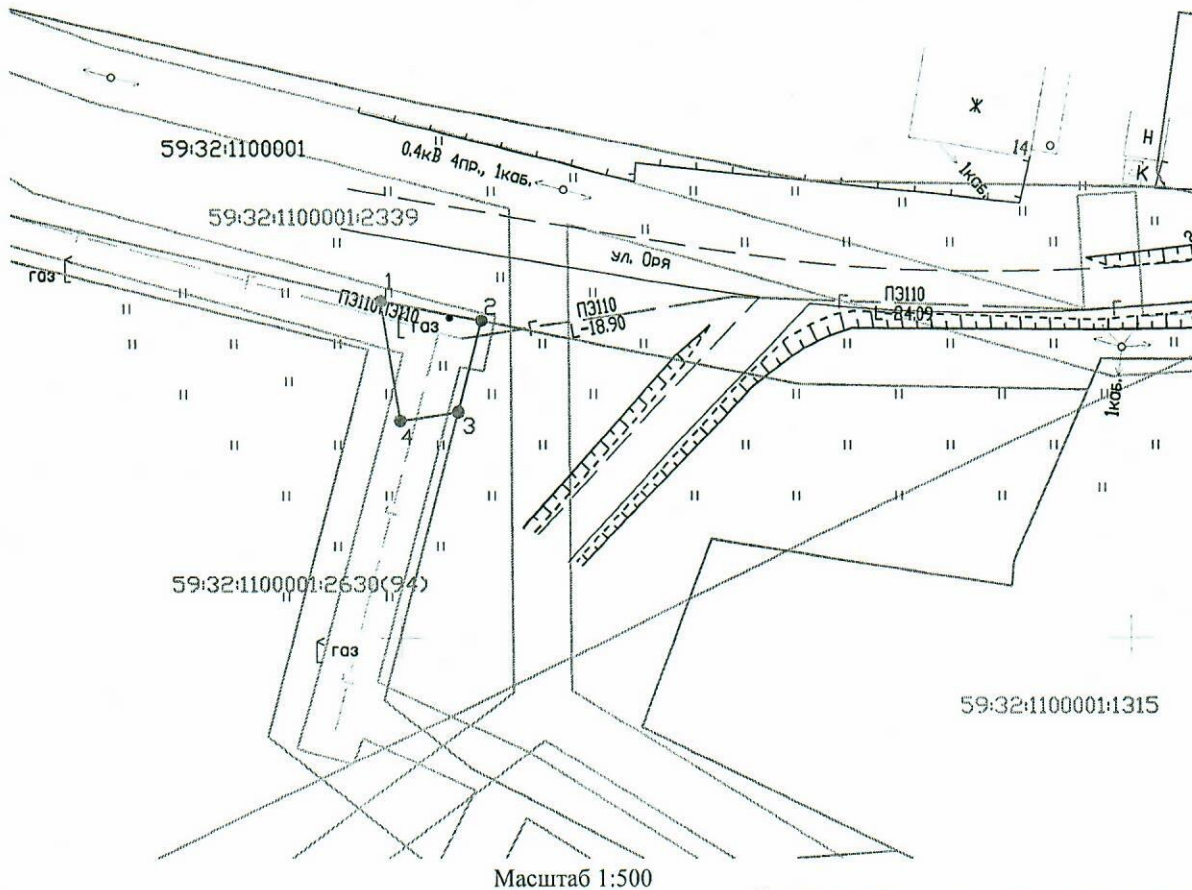 Ж
14
Н
К
59:32:1100001
0.4кВ 4пр., 1каб.
1каб.
59:32:1100001:2339
ул. Оря
газ
1
2
ПЭ110
ПЭ110
газ
ПЭ110
-18.90
ПЭ110
-24.09
1каб.
3
4
59:32:1100001:2630(94)
газ
59:32:1100001:1315
Масштаб 1:500